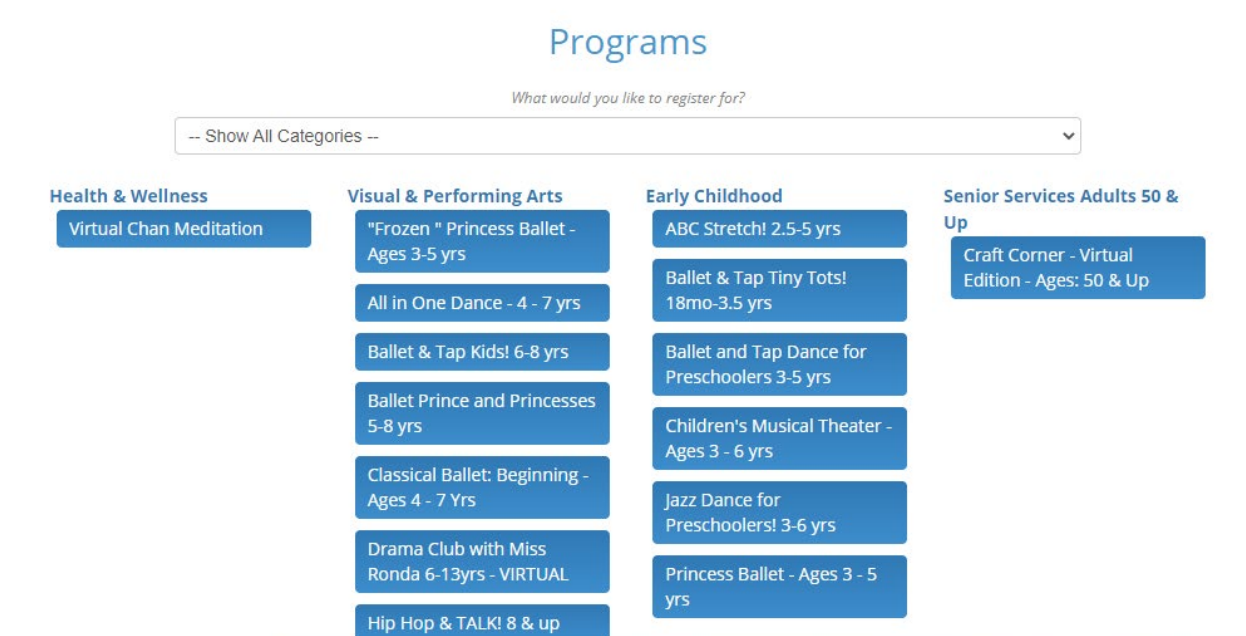 Programs
What would you like to register for?
-- Show All Categories --
Health & Wellness
Virtual Chan Meditation
Visual & Performing Arts
"Frozen " Princess Ballet -
Ages 3-5 yrs
All in One Dance - 4 - 7 yrs
Ballet & Tap Kids! 6-8 yrs
Ballet Prince and Princesses
5-8 yrs
Classical Ballet: Beginning -
Ages 4 - 7 Yrs
Drama Club with Miss
Ronda 6-13yrs - VIRTUAL
Hip Hop & TALK! 8 & up
Early Childhood
ABC Stretch! 2.5-5 yrs
Ballet & Tap Tiny Tots!
18mo-3.5 yrs
Ballet and Tap Dance for
Preschoolers 3-5 yrs
Children's Musical Theater -
Ages 3 - 6 yrs
Jazz Dance for
Preschoolers! 3-6 yrs
Princess Ballet - Ages 3 - 5
yrs
Senior Services Adults 50 &
Up
Craft Corner - Virtual
Edition - Ages: 50 & Up